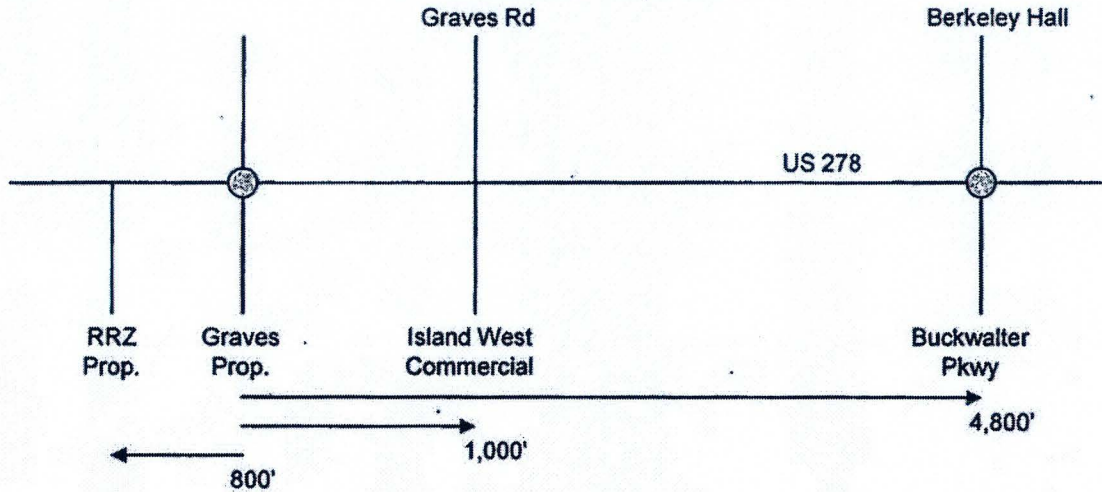 Graves Rd
Berkeley Hall
US 278
RRZ
Prop.
Graves
Prop.
Island West
Commercial
Buckwalter
Pkwy
4,800'
1,000'
800'